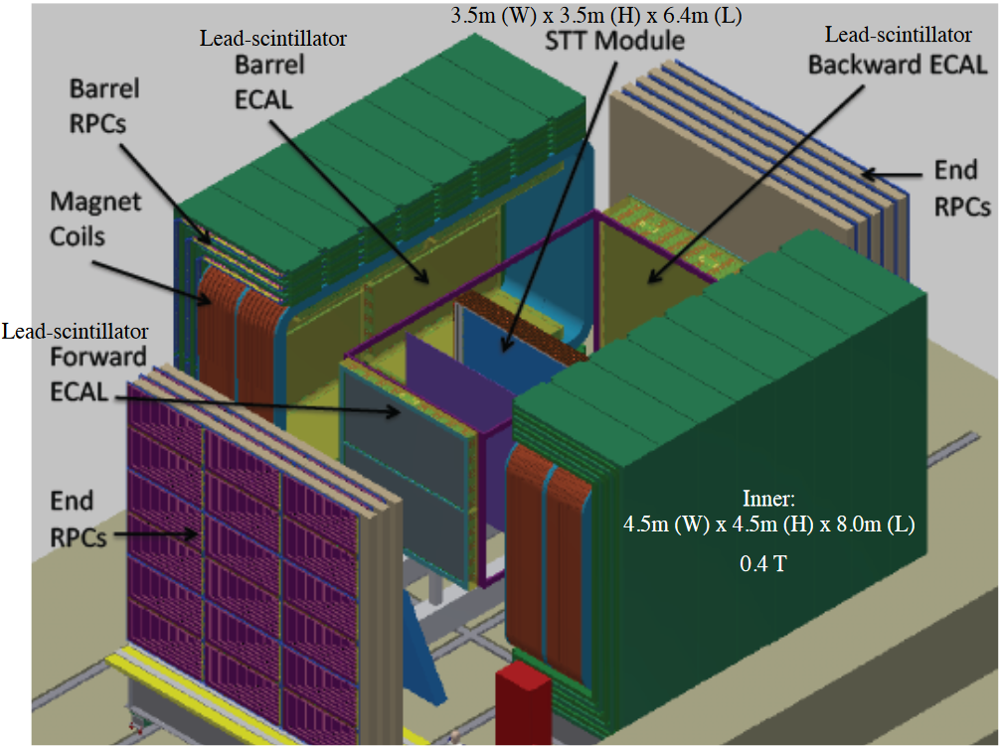 3.5m (W) x 3.5m (H) x 6.4m (L)
STT Module
Lead-scintillator
Barrel
ECAL
Lead-scintillator
Backward ECAL
Barrel
RPCs
End
RPCs
Magnet
Coils
Lead-scintillator
Forward
ECAL
End
RPCs
Inner:
4.5m (W) x 4.5m (H) x 8.0m (L)
0.4 T